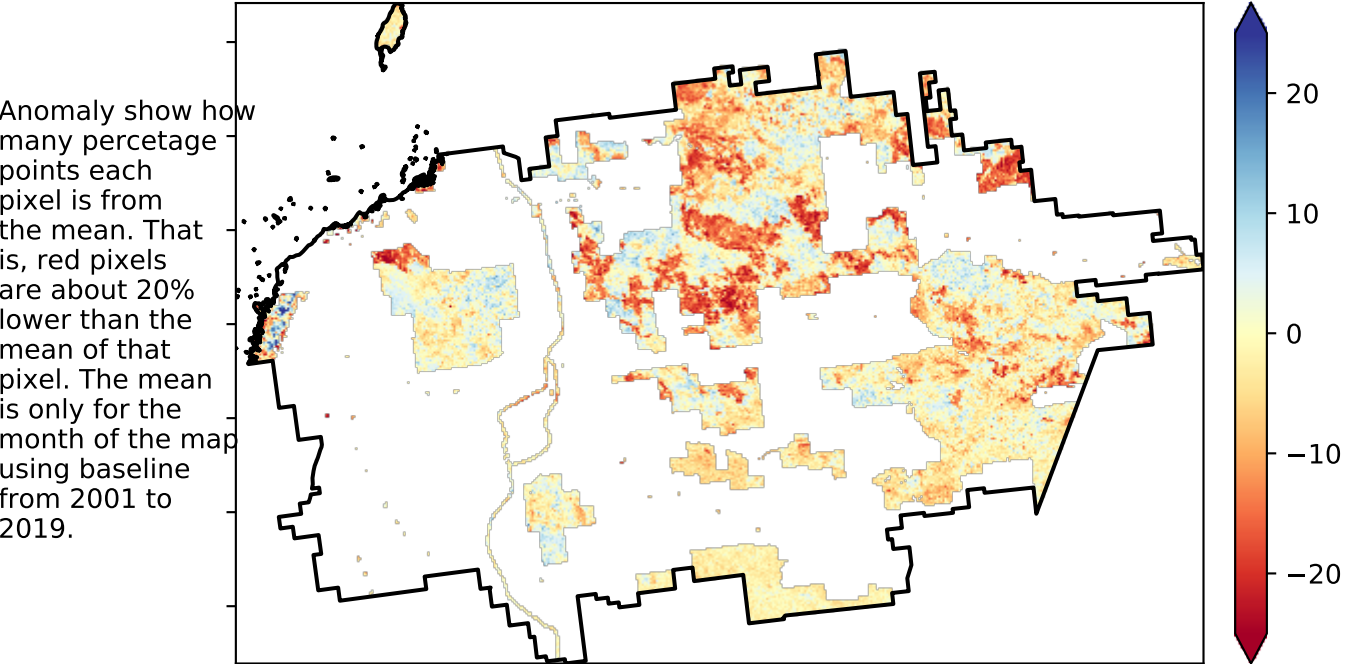 Anomaly show how
many percetage
points each
pixel is from
the mean. That
is, red pixels
are about 20%
lower than the
mean of that
pixel. The mean
is only for the
month of the map
using baseline
from 2001 to
2019.
20
10
0
−10
−20